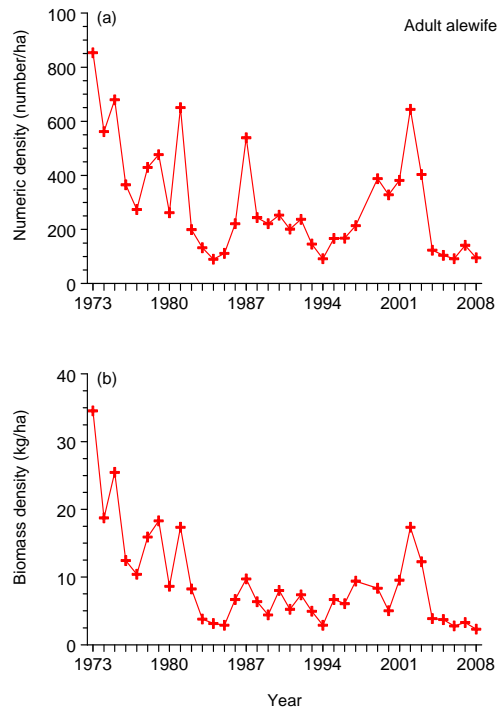 (a)
Adult alewife
Numeric density (number/ha)
100
800
600
400
200
0
1973 1980 1987 1994 2001 2008
(b)
Biomass density (kg/ha)
40
30
20
10
0
1973 1980 1987 1994 2001 2008
Year